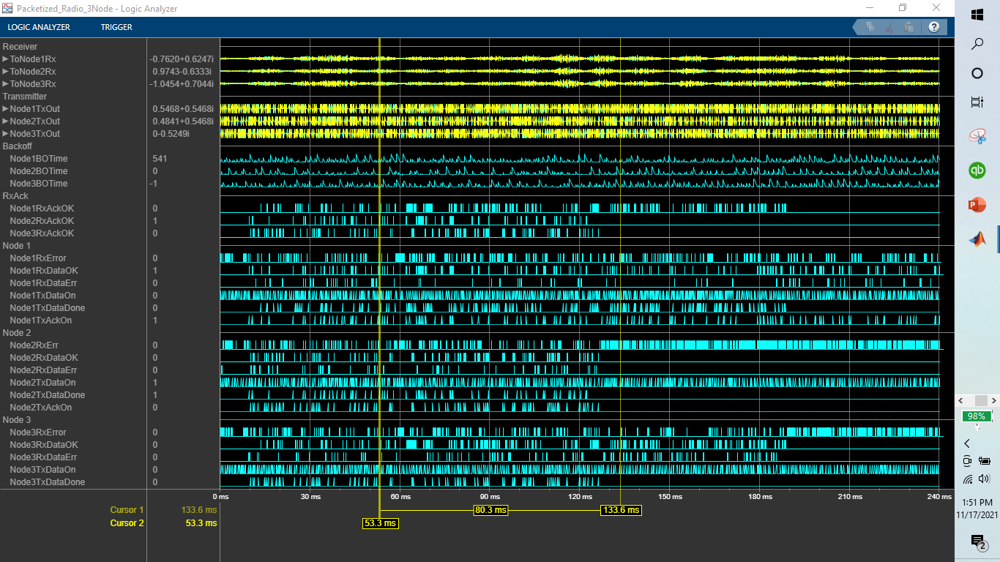 Packetized_Radio_3Node - Logic Analyzer
LOGIC ANALYZER TRIGGER
Receiver
ToNode1Rx -0.7620+0.6247i
ToNode2Rx 0.9743-0.6333i
ToNode3Rx -1.0454+0.7044i
Transmitter
Node1TxOut 0.5468+0.5468i
Node2TxOut 0.4841+0.5468i
Node3TxOut 0-0.5249i
Backoff
Node1BOTime 541
Node2BOTime 0
Node3BOTime -1
RxAck
Node1RxAckOK 0
Node2RxAckOK 1
Node3RxAckOK 0
Node 1
Node1RxError 0
Node1RxDataOK 1
Node1RxDataErr 0
Node1TxDataOn 0
Node1TxDataDone 0
Node1TxAckOn 1
Node 2
Node2RxErr 0
Node2RxDataOK 0
Node2RxDataErr 0
Node2TxDataOn 1
Node2TxDataDone 1
Node2TxAckOn 0
Node 3
Node3RxError 0
Node3RxDataOK 0
Node3RxDataErr 0
Node3TxDataOn 0
Node3TxDataDone 0
0 ms 30 ms 60 ms 90 ms 120 ms 150 ms 180 ms 210 ms 240 ms
Cursor 1 133.6 ms 80.3 ms 133.6 ms
Cursor 2 53.3 ms 53.3 ms
qb
P
98%
1:51 PM
11/17/2021
2